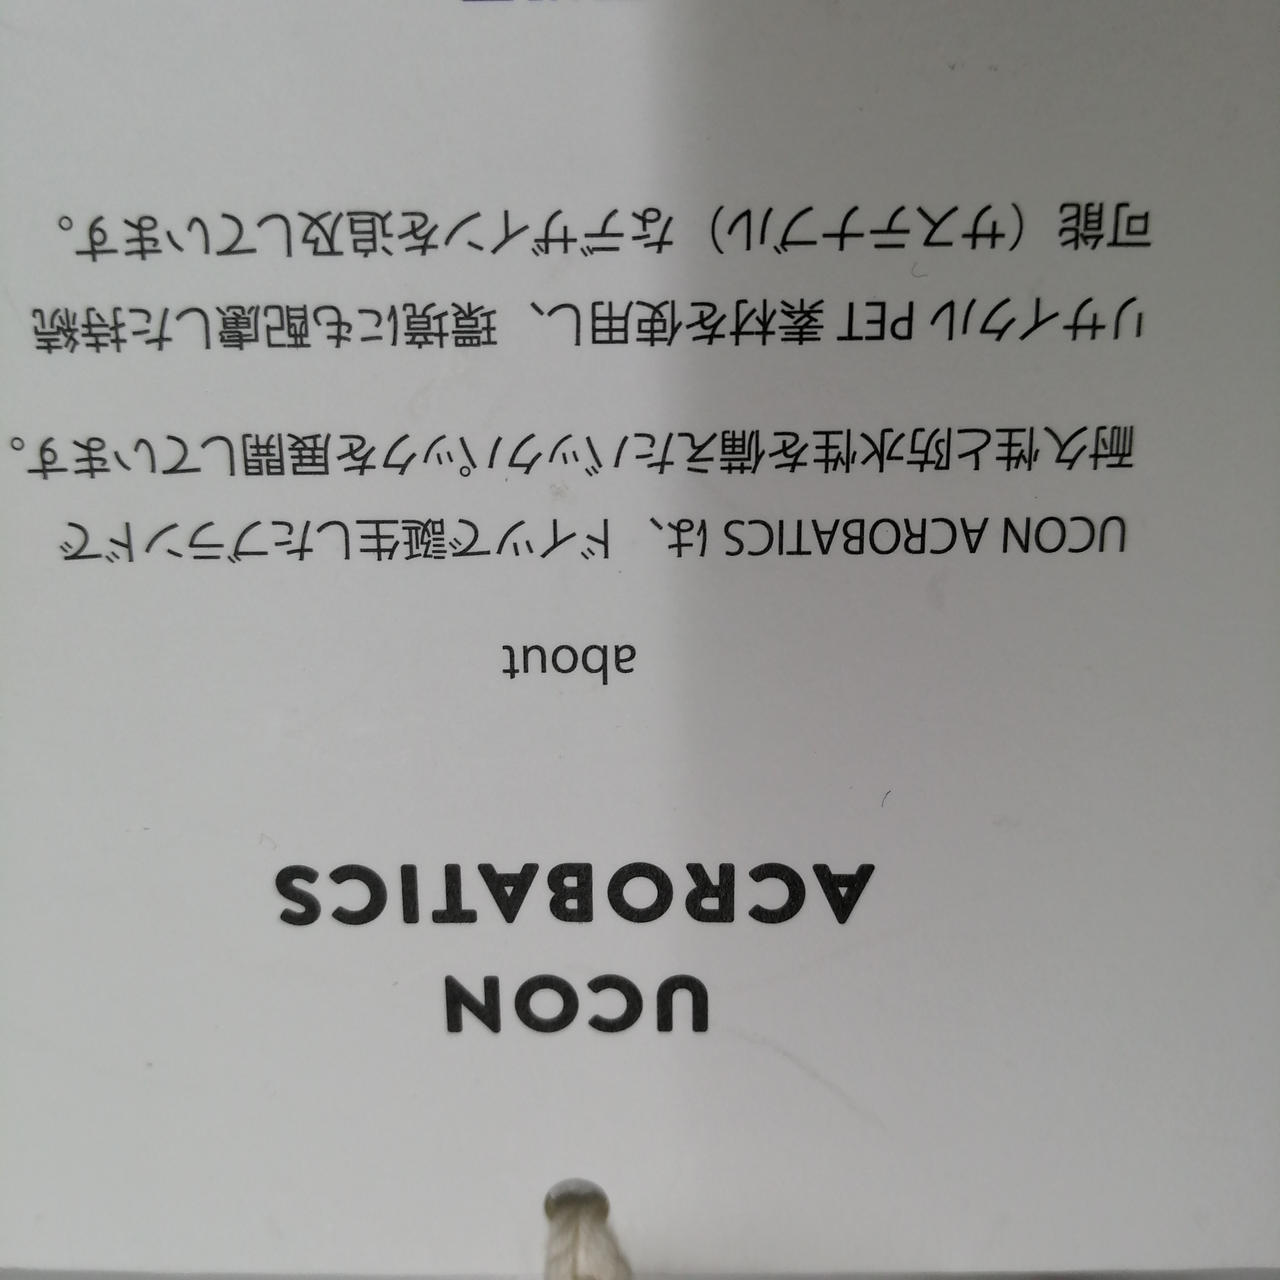 UCON
ACROBATICS
about
UCON ACROBATICS は、ドイツで誕生したブランドで
耐久性と防水性を備えたバックパックを展開しています。
リサイクル PET 素材を使用し、環境にも配慮した持続
可能（サステナブル）なデザインを追及しています。